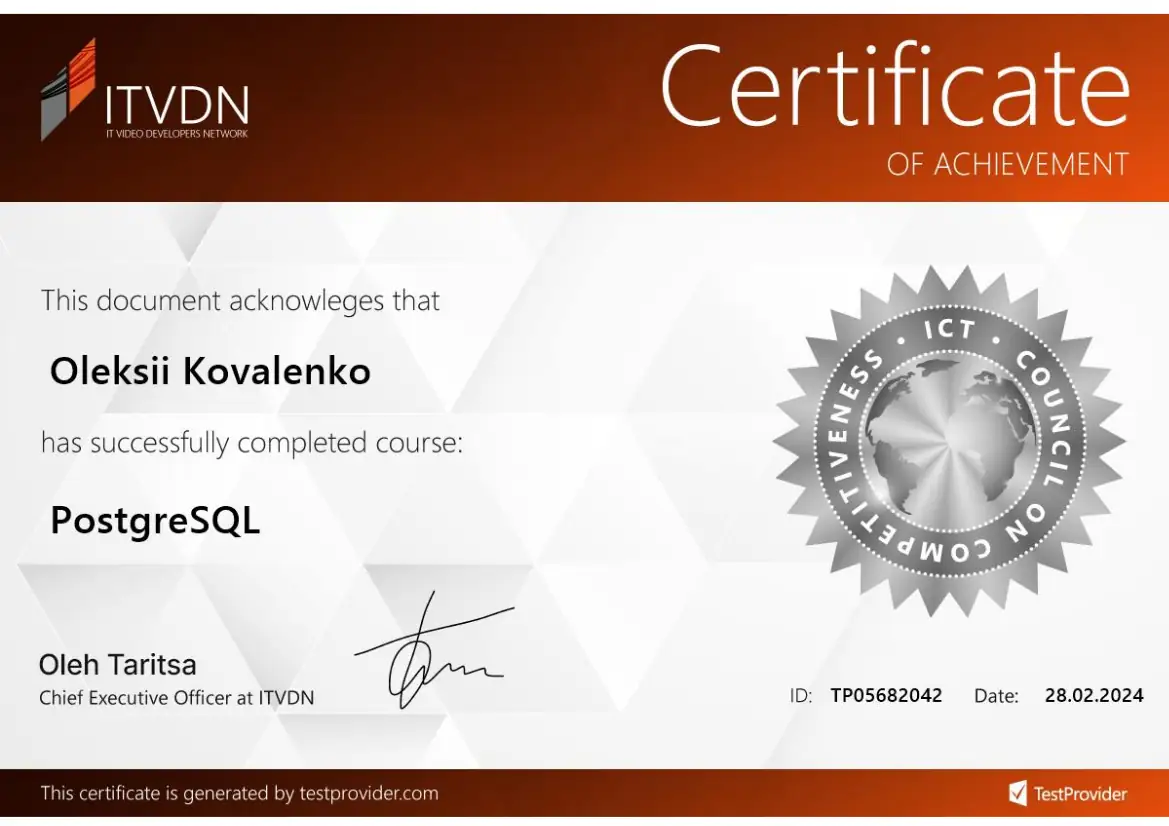 ITVDN
IT VIDEO DEVELOPERS NETWORK
Certificate
OF ACHIEVEMENT
This document acknowleges that
Oleksii Kovalenko
has successfully completed course:
PostgreSQL
ICT • COUNCIL ON COMPETITIVENESS •
Oleh Taritsa
Chief Executive Officer at ITVDN
ID: TP05682042 Date: 28.02.2024
This certificate is generated by testprovider.com
TestProvider